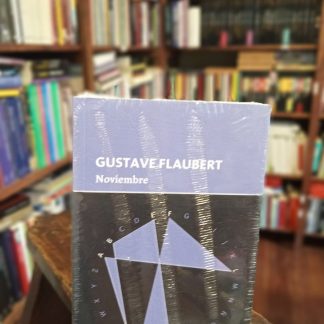 GUSTAVE FLAUBERT
Noviembre
A B C D E F G
W X Y Z